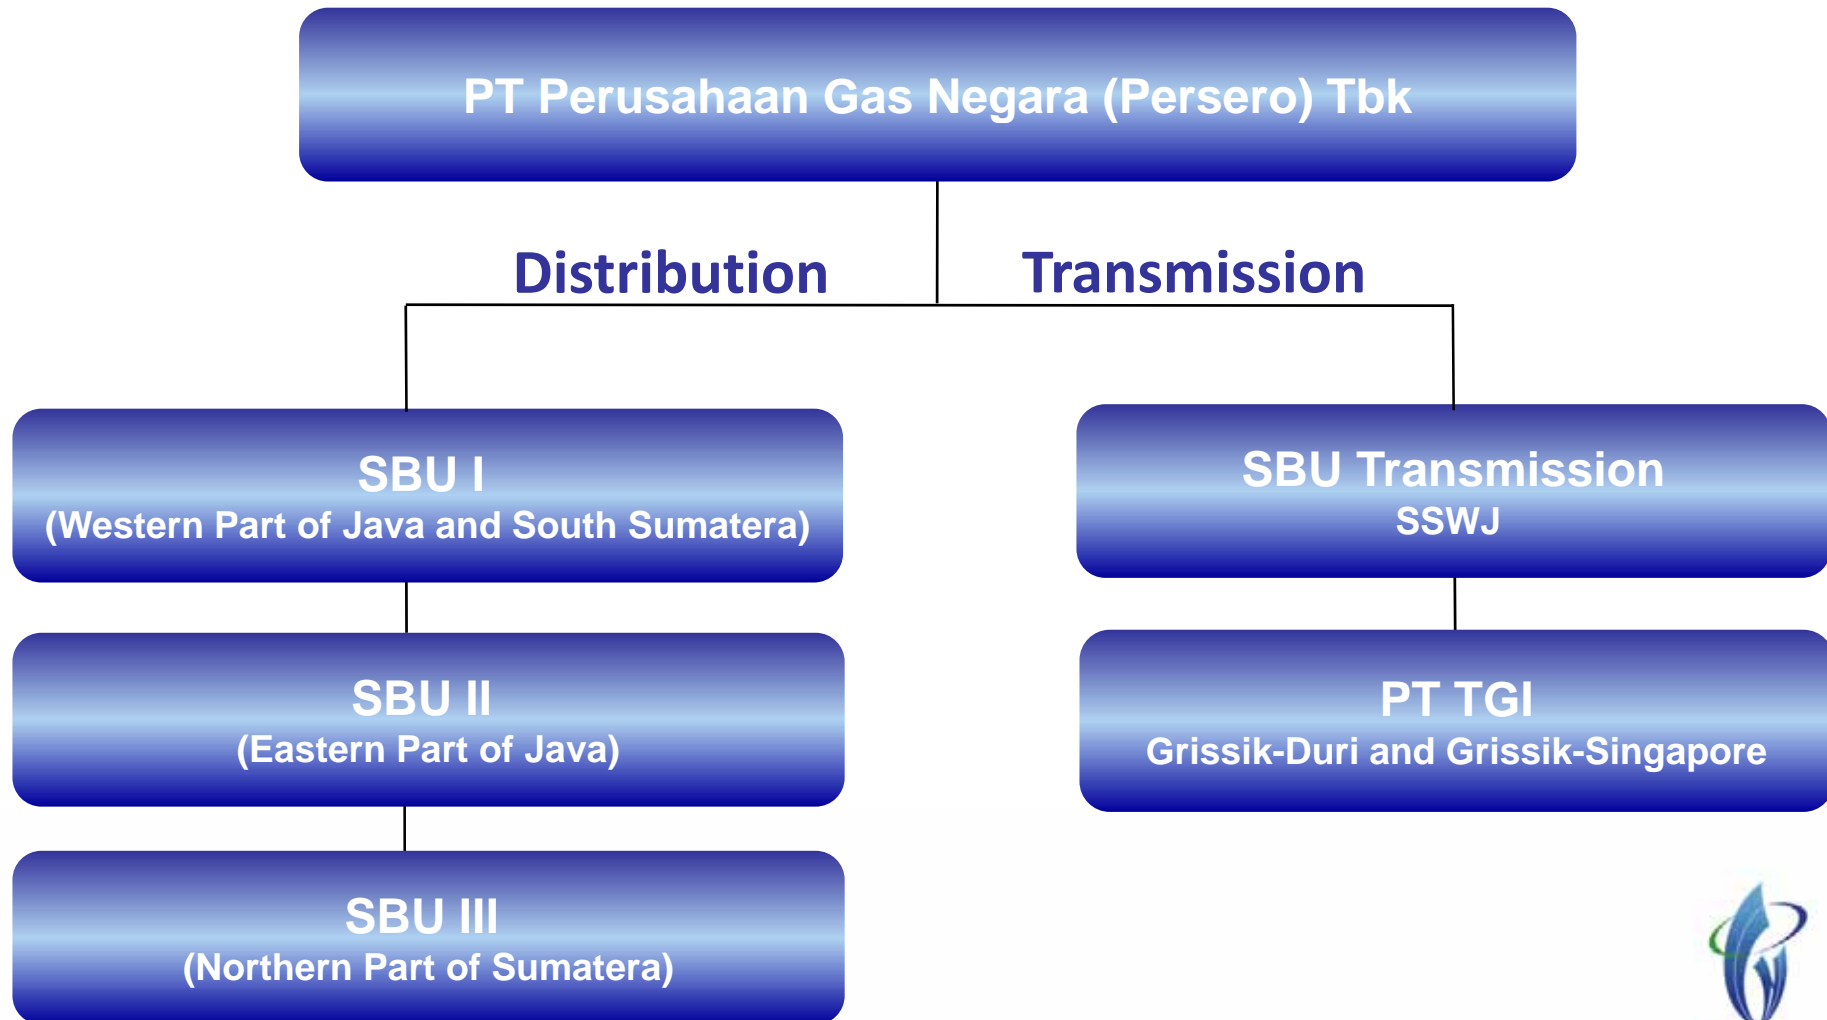 PT Perusahaan Gas Negara (Persero) Tbk
Distribution
Transmission
SBU I
(Western Part of Java and South Sumatera)
SBU II
(Eastern Part of Java)
SBU III
(Northern Part of Sumatera)
SBU Transmission
SSWJ
PT TGI
Grissik-Duri and Grissik-Singapore